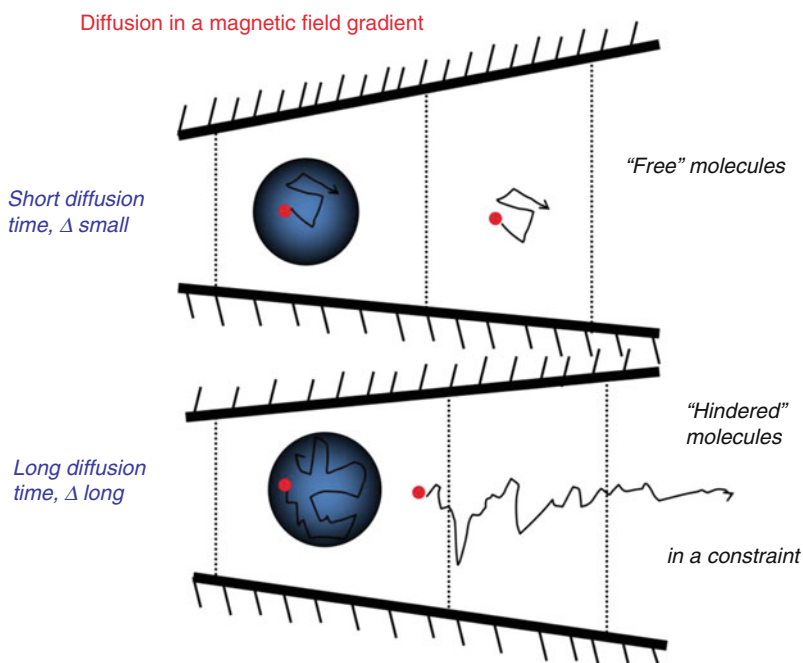 Diffusion in a magnetic field gradient
Short diffusion
time, Δ small
“Free” molecules
Long diffusion
time, Δ long
“Hindered”
molecules
in a constraint